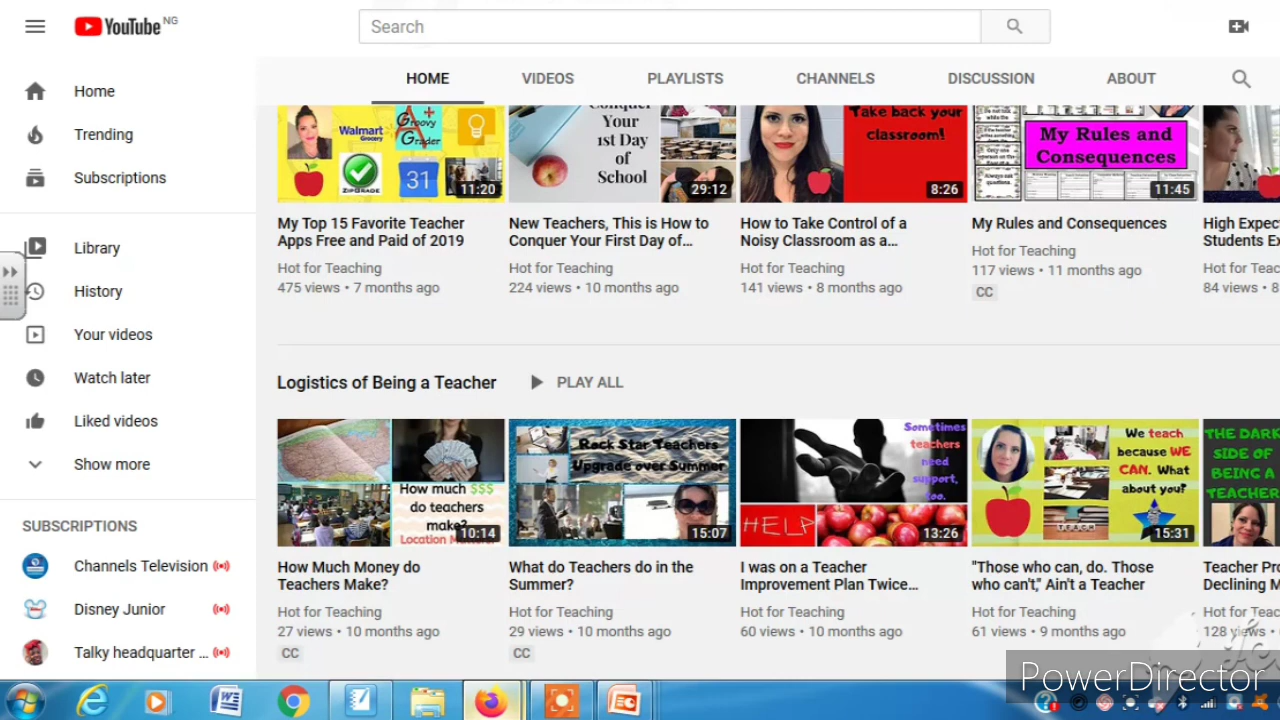 YouTube NG
Search
HOME
VIDEOS
PLAYLISTS
CHANNELS
DISCUSSION
ABOUT
Home
Trending
Subscriptions
Library
History
Your videos
Watch later
Liked videos
Show more
SUBSCRIPTIONS
Channels Television
Disney Junior
Talky headquarter ...
Walmart
Grocery
A+
Groovy
Grader
ZIPGRADE
31
11:20
My Top 15 Favorite Teacher
Apps Free and Paid of 2019
Hot for Teaching
475 views • 7 months ago
Conquer
Your
1st Day
of
School
29:12
New Teachers, This is How to
Conquer Your First Day of...
Hot for Teaching
224 views • 10 months ago
Take back your
classroom!
8:26
How to Take Control of a
Noisy Classroom as a...
Hot for Teaching
141 views • 8 months ago
My Rules and
Consequences
11:45
My Rules and Consequences
Hot for Teaching
117 views • 11 months ago
CC
High Expec
Students Ex
Hot for Teac
84 views • 8
Logistics of Being a Teacher
PLAY ALL
How much $$$
do teachers
make?
Location Matters!
10:14
How Much Money do
Teachers Make?
Hot for Teaching
27 views • 10 months ago
CC
Rock Star Teachers
Upgrade over Summer
15:07
What do Teachers do in the
Summer?
Hot for Teaching
29 views • 10 months ago
CC
Sometimes
teachers
need
support,
too.
HELP
13:26
I was on a Teacher
Improvement Plan Twice...
Hot for Teaching
60 views • 10 months ago
We teach
because WE
CAN. What
about you?
TEACH
15:31
"Those who can, do. Those
who can't," Ain't a Teacher
Hot for Teaching
61 views • 9 months ago
THE DARK
SIDE OF
BEING A
TEACHER
Teacher Pro
Declining M
Hot for Teac
128 views •
PowerDirector